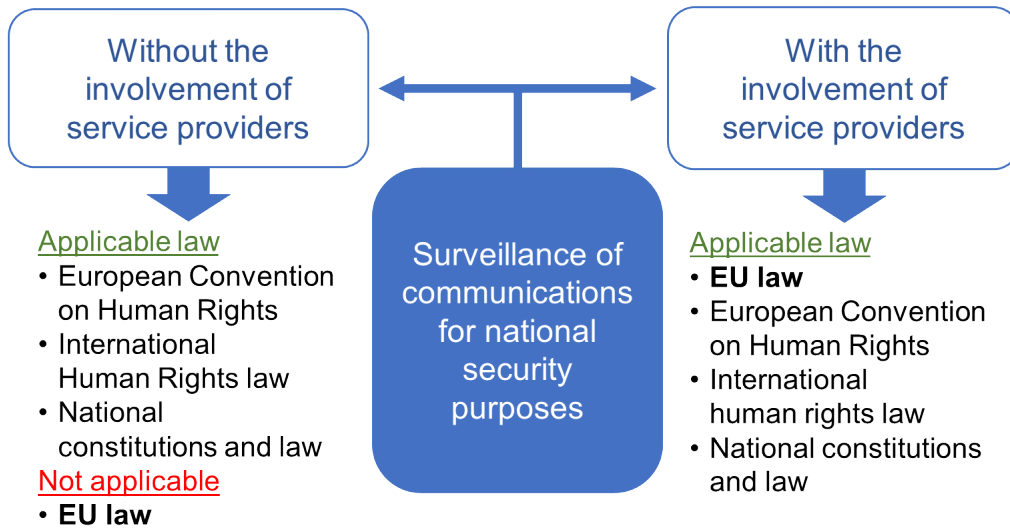 Without the
involvement of
service providers
Applicable law
• European Convention
on Human Rights
• International
Human Rights law
• National
constitutions and law
Not applicable
• EU law
Surveillance of
communications
for national
security
purposes
With the
involvement of
service providers
Applicable law
• EU law
• European Convention
on Human Rights
• International
human rights law
• National constitutions
and law